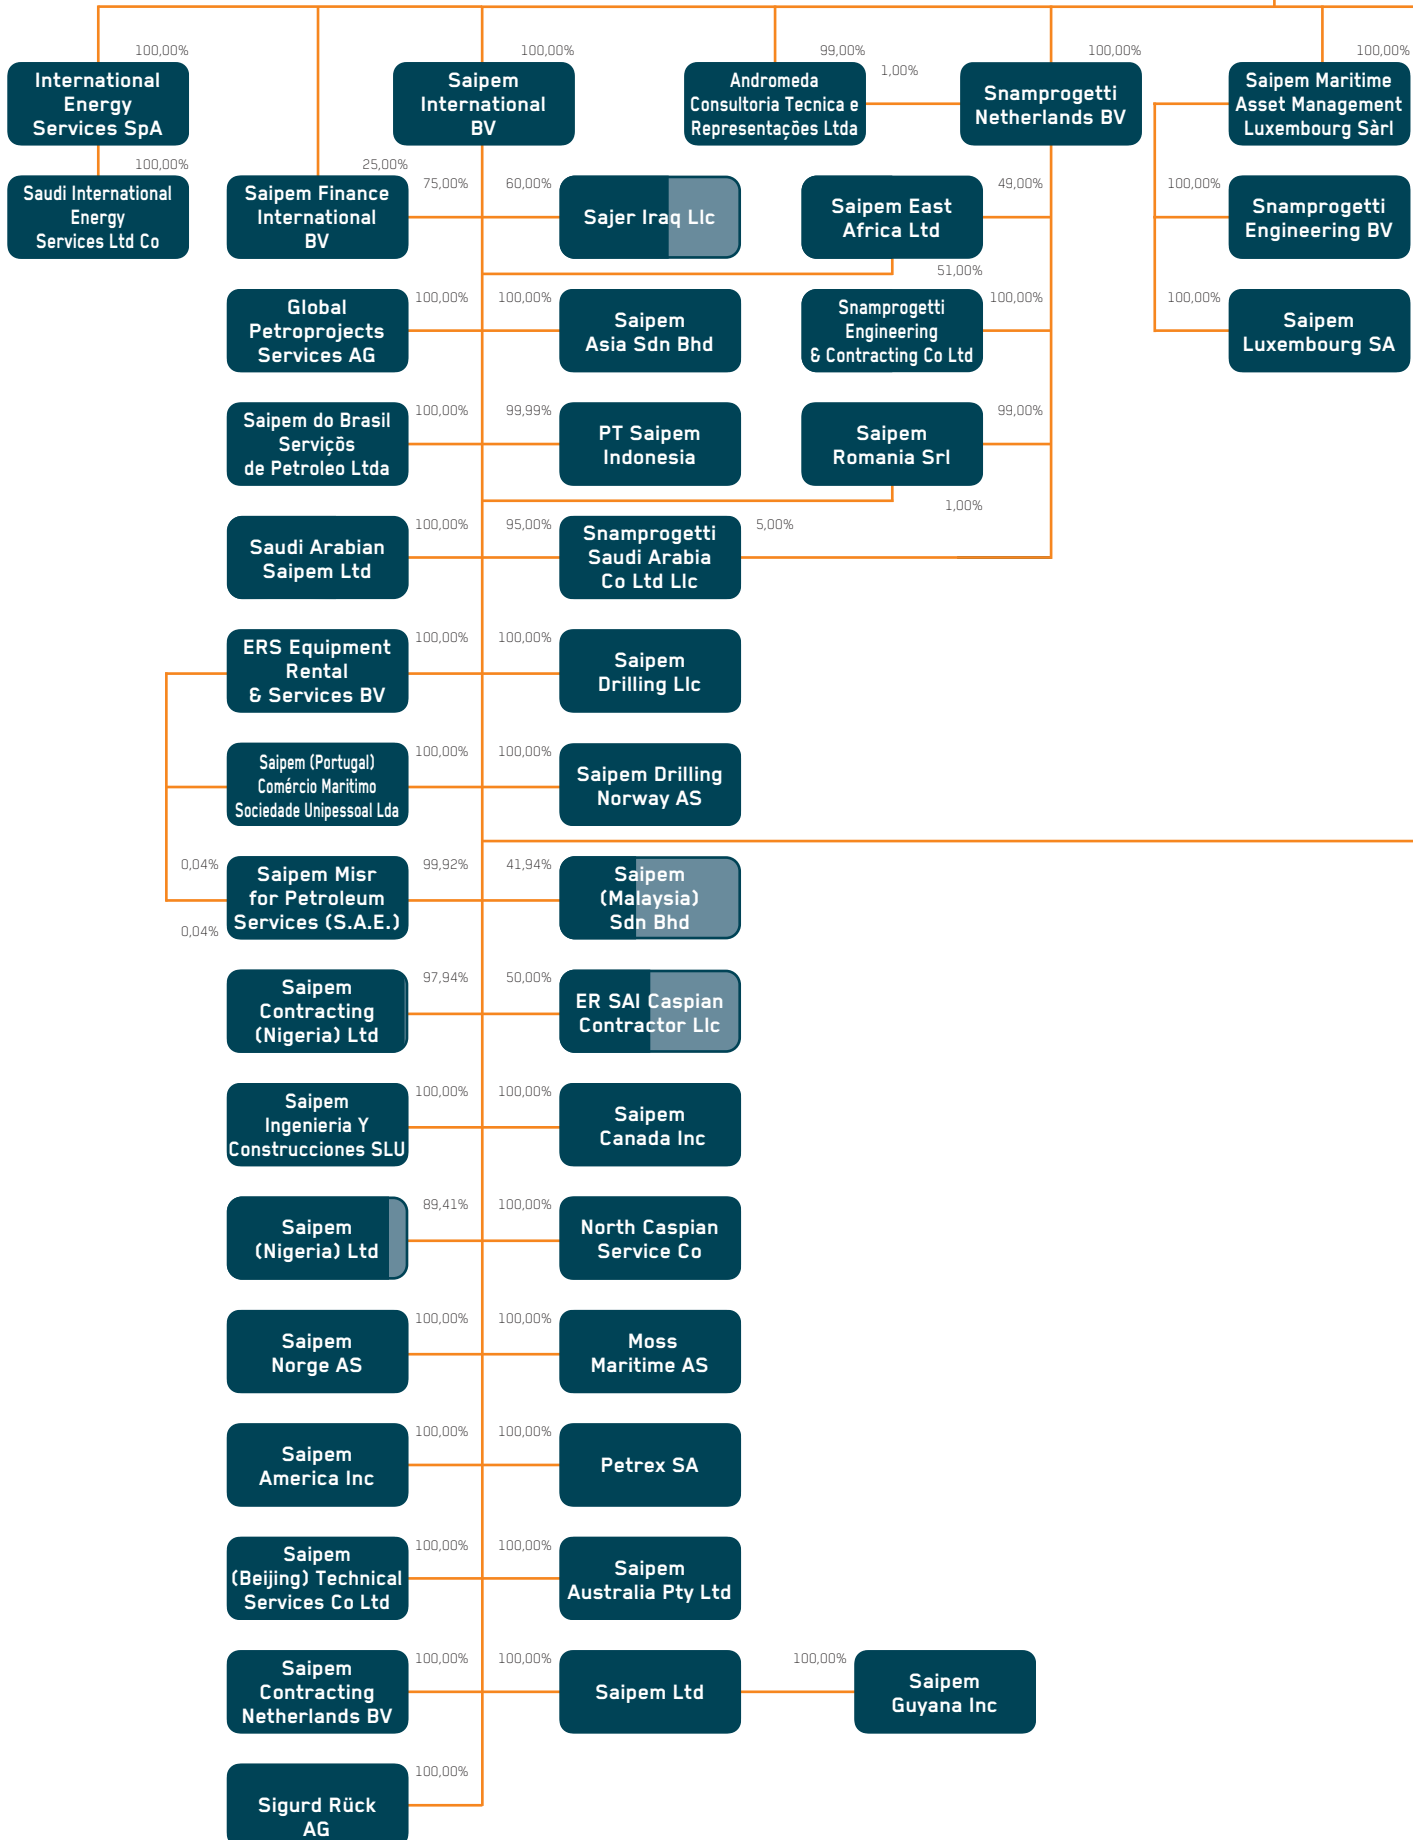 100,00%
International
Energy
Services SpA
100,00%
Saipem
International
BV
99,00%
Andromeda
Consultoria Tecnica e
Representações Ltda
1,00%
100,00%
Snamprogetti
Netherlands BV
100,00%
Saipem Maritime
Asset Management
Luxembourg Sàrl
100,00%
Saudi International
Energy
Services Ltd Co
25,00%
Saipem Finance
International
BV
75,00%
60,00%
Sajer Iraq Llc
Saipem East
Africa Ltd
49,00%
51,00%
100,00%
Snamprogetti
Engineering BV
Global
Petroprojects
Services AG
100,00%
100,00%
Saipem
Asia Sdn Bhd
Snamprogetti
Engineering
& Contracting Co Ltd
100,00%
100,00%
Saipem
Luxembourg SA
Saipem do Brasil
Serviçõs
de Petroleo Ltda
100,00%
99,99%
PT Saipem
Indonesia
Saipem
Romania Srl
99,00%
1,00%
Saudi Arabian
Saipem Ltd
100,00%
95,00%
Snamprogetti
Saudi Arabia
Co Ltd Llc
5,00%
ERS Equipment
Rental
& Services BV
100,00%
100,00%
Saipem
Drilling Llc
Saipem (Portugal)
Comércio Maritimo
Sociedade Unipessoal Lda
100,00%
100,00%
Saipem Drilling
Norway AS
0,04%
0,04%
Saipem Misr
for Petroleum
Services (S.A.E.)
99,92%
41,94%
Saipem
(Malaysia)
Sdn Bhd
Saipem
Contracting
(Nigeria) Ltd
97,94%
50,00%
ER SAI Caspian
Contractor Llc
Saipem
Ingenieria Y
Construcciones SLU
100,00%
100,00%
Saipem
Canada Inc
Saipem
(Nigeria) Ltd
89,41%
100,00%
North Caspian
Service Co
Saipem
Norge AS
100,00%
100,00%
Moss
Maritime AS
Saipem
America Inc
100,00%
100,00%
Petrex SA
Saipem
(Beijing) Technical
Services Co Ltd
100,00%
100,00%
Saipem
Australia Pty Ltd
Saipem
Contracting
Netherlands BV
100,00%
100,00%
Saipem Ltd
100,00%
Saipem
Guyana Inc
Sigurd Rück
AG
100,00%